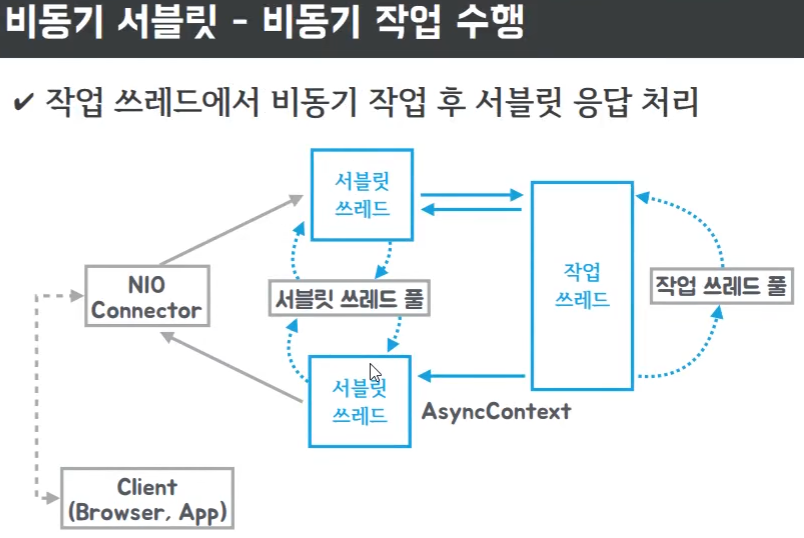 비동기 서블릿 - 비동기 작업 수행
✔ 작업 쓰레드에서 비동기 작업 후 서블릿 응답 처리
서블릿
쓰레드
NIO
Connector
서블릿 쓰레드 풀
작업
쓰레드
작업 쓰레드 풀
서블릿
쓰레드
AsyncContext
Client
(Browser, App)